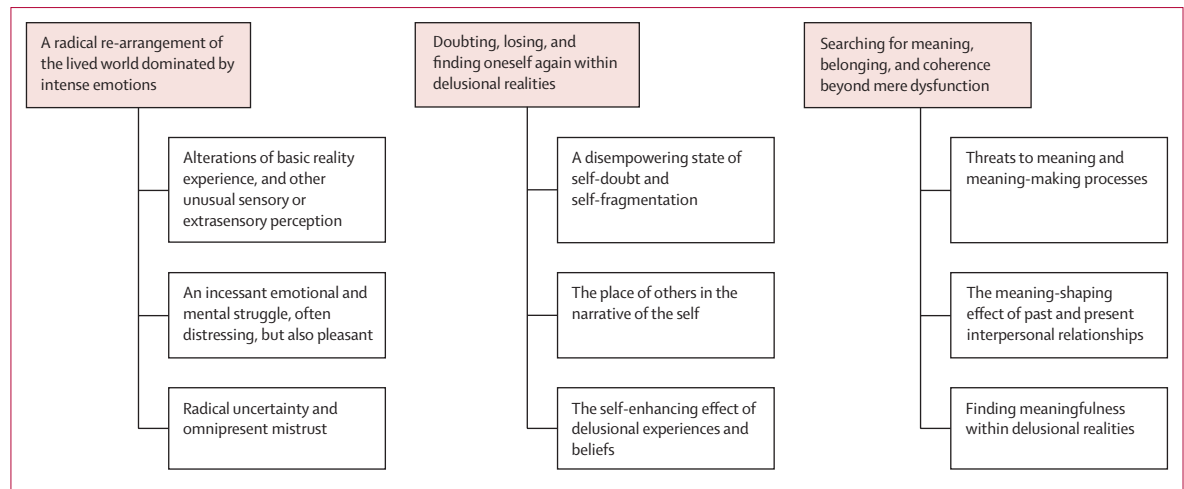 A radical re-arrangement of
the lived world dominated by
intense emotions
Alterations of basic reality
experience, and other
unusual sensory or
extrasensory perception
An incessant emotional and
mental struggle, often
distressing, but also pleasant
Radical uncertainty and
omnipresent mistrust
Doubting, losing, and
finding oneself again within
delusional realities
A disempowering state of
self-doubt and
self-fragmentation
The place of others in the
narrative of the self
The self-enhancing effect of
delusional experiences and
beliefs
Searching for meaning,
belonging, and coherence
beyond mere dysfunction
Threats to meaning and
meaning-making processes
The meaning-shaping
effect of past and present
interpersonal relationships
Finding meaningfulness
within delusional realities